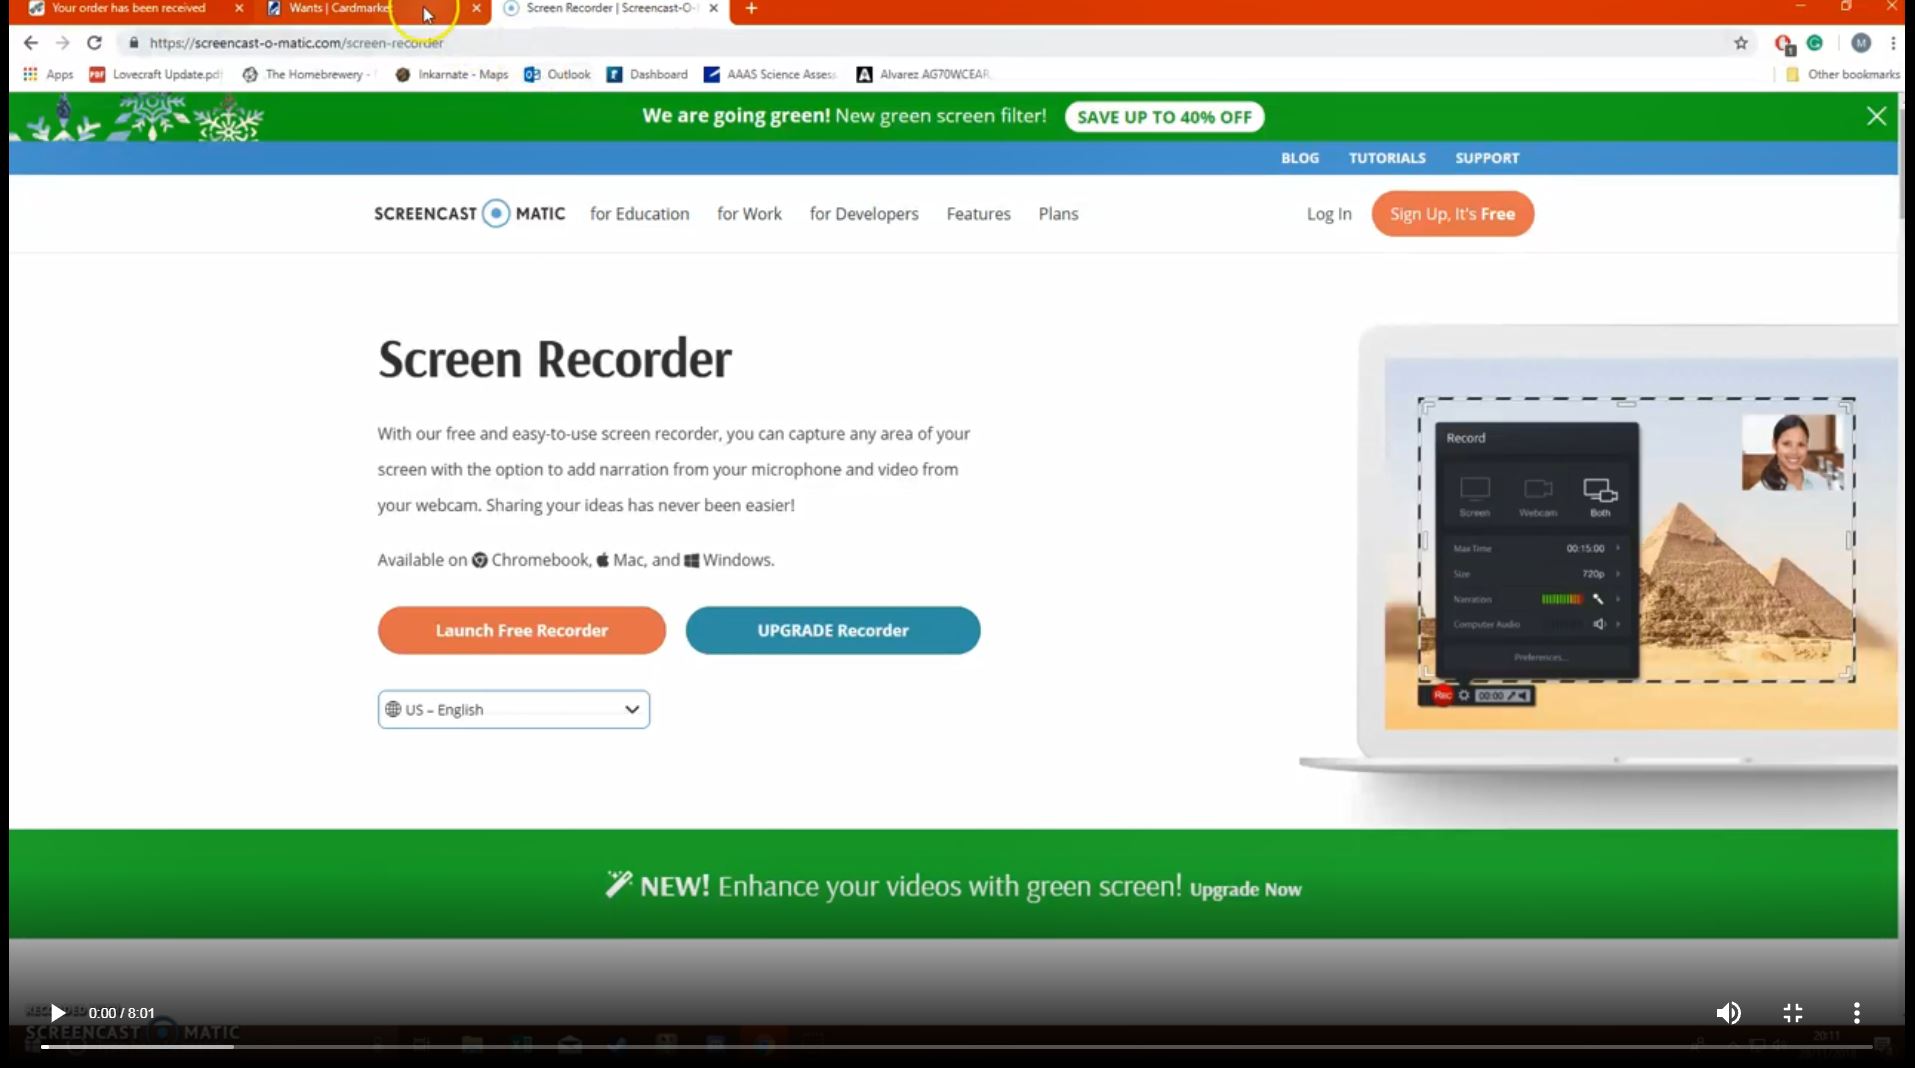 Your order has been received
Wants | Cardmarke
Screen Recorder | Screencast-O-
https://screencast-o-matic.com/screen-recorder
M
Apps
PDF
Lovecraft Update.pd
The Homebrewery -
Inkarnate - Maps
Outlook
Dashboard
AAAS Science Assess
Alvarez AG70WCEAR
Other bookmarks
We are going green! New green screen filter!
SAVE UP TO 40% OFF
BLOG
TUTORIALS
SUPPORT
SCREENCAST MATIC
for Education
for Work
for Developers
Features
Plans
Log In
Sign Up, It's Free
Screen Recorder
With our free and easy-to-use screen recorder, you can capture any area of your
screen with the option to add narration from your microphone and video from
your webcam. Sharing your ideas has never been easier!
Available on Chromebook, Mac, and Windows.
Launch Free Recorder
UPGRADE Recorder
US – English
Record
Screen
Webcam
Both
Max Time 00:15:00
Size 720p
Narration
Computer Audio
Preferences...
Rec
00:00
NEW! Enhance your videos with green screen! Upgrade Now
0:00 / 8:01
SCREENCAST MATIC
20:11